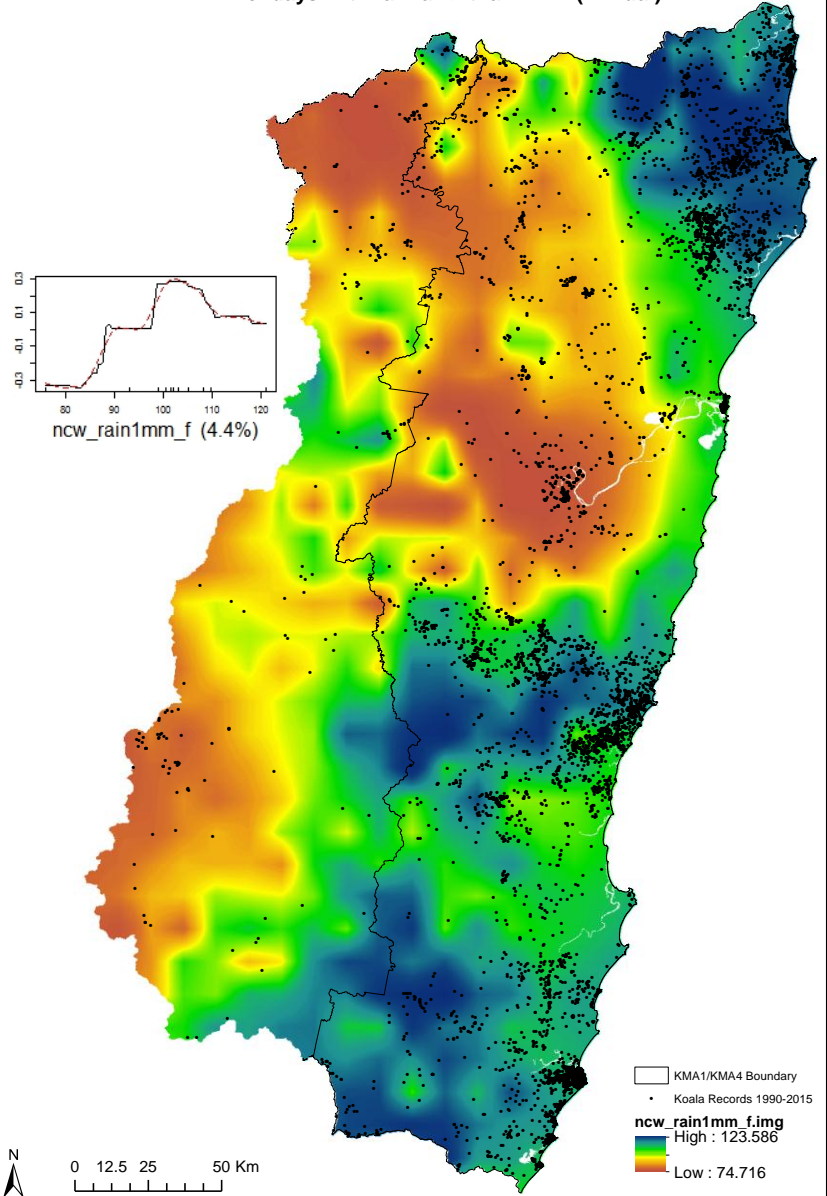 0.3
0.1
-0.1
-0.3
80 90 100 110 120
ncw_rain1mm_f (4.4%)
KMA1/KMA4 Boundary
Koala Records 1990-2015
ncw_rain1mm_f.img
High : 123.586
Low : 74.716
N
0 12.5 25 50 Km